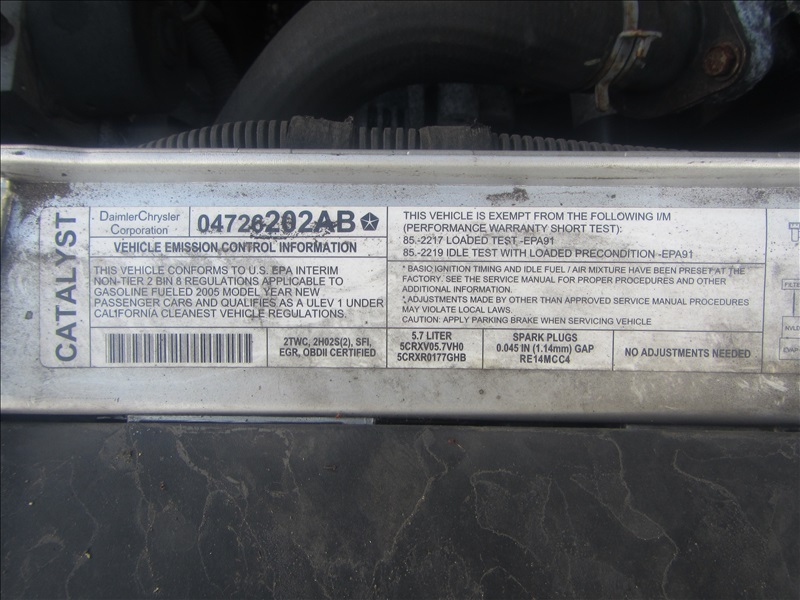 CATALYST
DaimlerChrysler
Corporation
04726202AB
VEHICLE EMISSION CONTROL INFORMATION
THIS VEHICLE CONFORMS TO U.S. EPA INTERIM
NON-TIER 2 BIN 8 REGULATIONS APPLICABLE TO
GASOLINE FUELED 2005 MODEL YEAR NEW
PASSENGER CARS AND QUALIFIES AS A ULEV 1 UNDER
CALIFORNIA CLEANEST VEHICLE REGULATIONS.
2TWC, 2H02S(2), SFI,
EGR, OBDII CERTIFIED
THIS VEHICLE IS EXEMPT FROM THE FOLLOWING I/M
(PERFORMANCE WARRANTY SHORT TEST):
85.-2217 LOADED TEST -EPA91
85.-2219 IDLE TEST WITH LOADED PRECONDITION -EPA91
* BASIC IGNITION TIMING AND IDLE FUEL / AIR MIXTURE HAVE BEEN PRESET AT THE
FACTORY. SEE THE SERVICE MANUAL FOR PROPER PROCEDURES AND OTHER
ADDITIONAL INFORMATION
* ADJUSTMENTS MADE BY OTHER THAN APPROVED SERVICE MANUAL PROCEDURES
MAY VIOLATE LOCAL LAWS.
CAUTION: APPLY PARKING BRAKE WHEN SERVICING VEHICLE
5.7 LITER
5CRXV05.7VH0
5CRXR0177GHB
SPARK PLUGS
0.045 IN (1.14mm) GAP
RE14MCC4
NO ADJUSTMENTS NEEDED